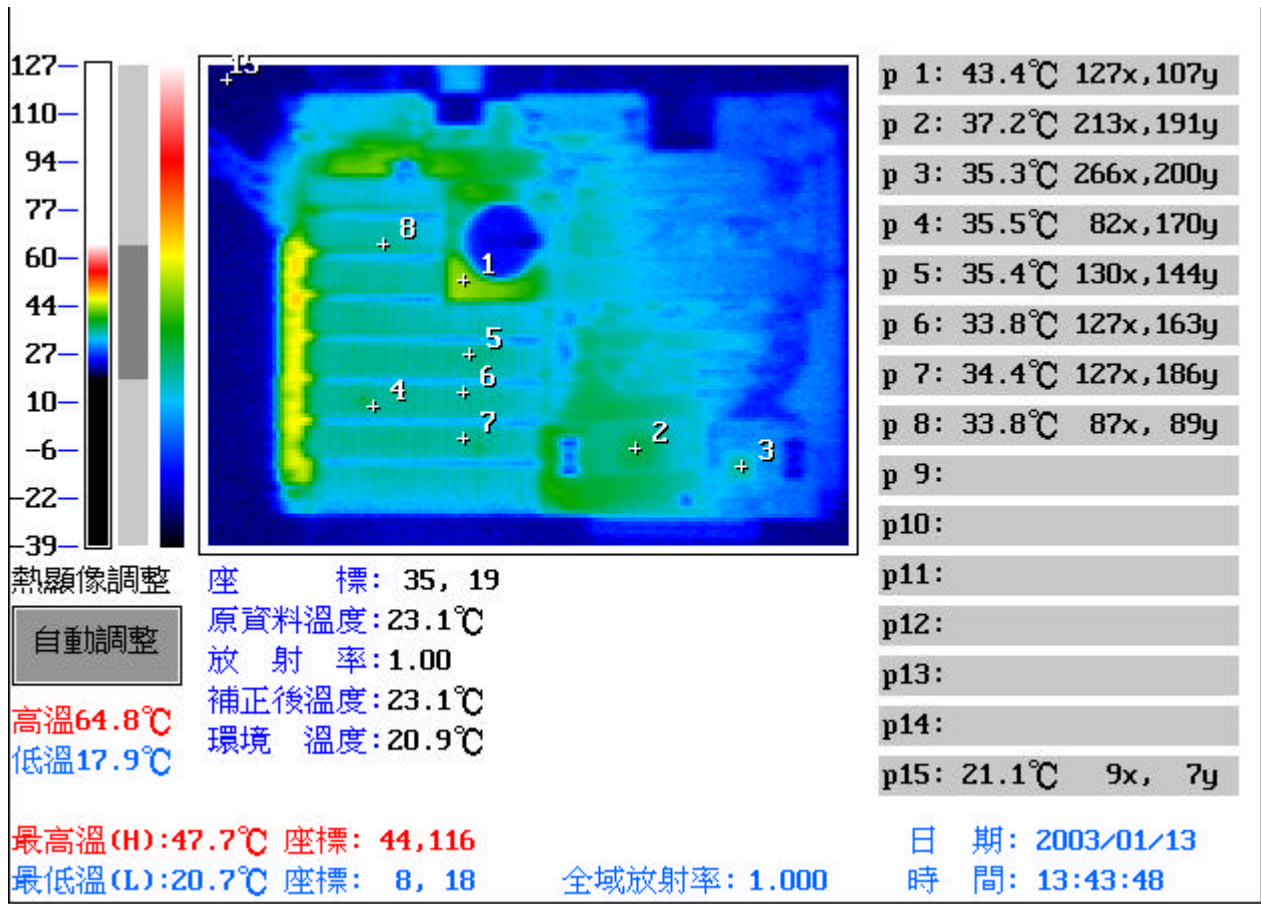 127
110
94
77
60
44
27
10
-6
-22
-39
熱顯像調整
自動調整
高溫64.8℃
低溫17.9℃
15
8
1
5
6
4
7
2
3
座 標: 35, 19
原資料溫度:23.1℃
放 射 率:1.00
補正後溫度:23.1℃
環境 溫度:20.9℃
p 1: 43.4℃ 127x,107y
p 2: 37.2℃ 213x,191y
p 3: 35.3℃ 266x,200y
p 4: 35.5℃ 82x,170y
p 5: 35.4℃ 130x,144y
p 6: 33.8℃ 127x,163y
p 7: 34.4℃ 127x,186y
p 8: 33.8℃ 87x, 89y
p 9:
p10:
p11:
p12:
p13:
p14:
p15: 21.1℃ 9x, 7y
最高溫(H):47.7℃ 座標: 44,116
最低溫(L):20.7℃ 座標: 8, 18
全域放射率: 1.000
日 期: 2003/01/13
時 間: 13:43:48